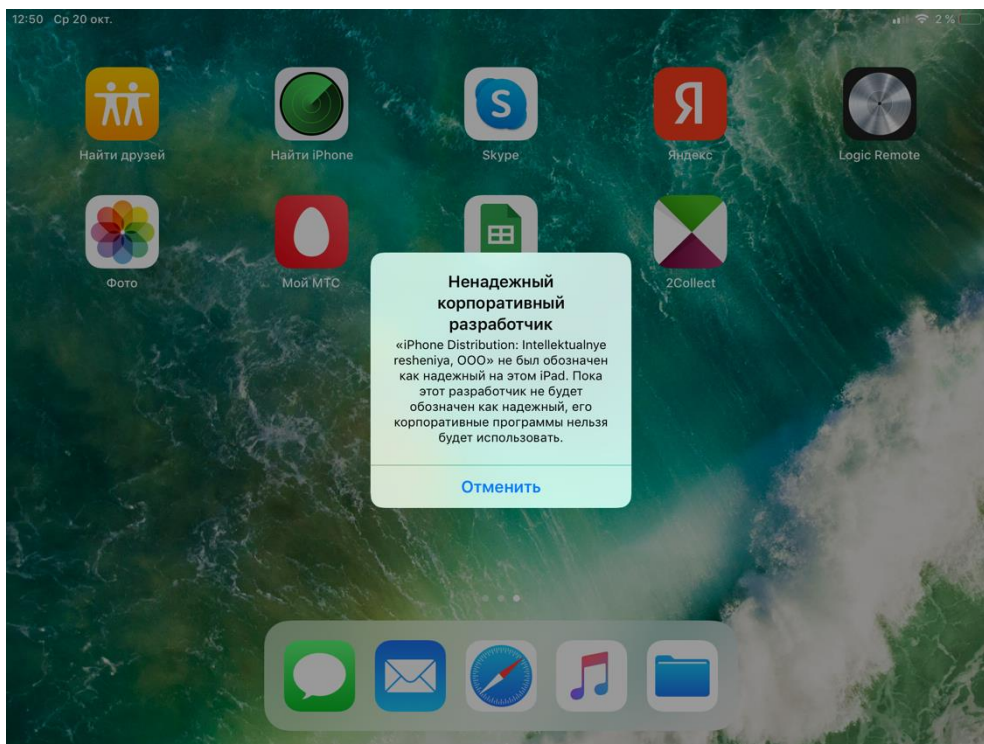 12:50 Ср 20 окт.
2 %
Найти друзей
Найти iPhone
Skype
Яндекс
Logic Remote
Фото
Мой МТС
2Collect
Ненадежный
корпоративный
разработчик
«iPhone Distribution: Intellektualnye
resheniya, OOO» не был обозначен
как надежный на этом iPad. Пока
этот разработчик не будет
обозначен как надежный, его
корпоративные программы нельзя
будет использовать.
Отменить